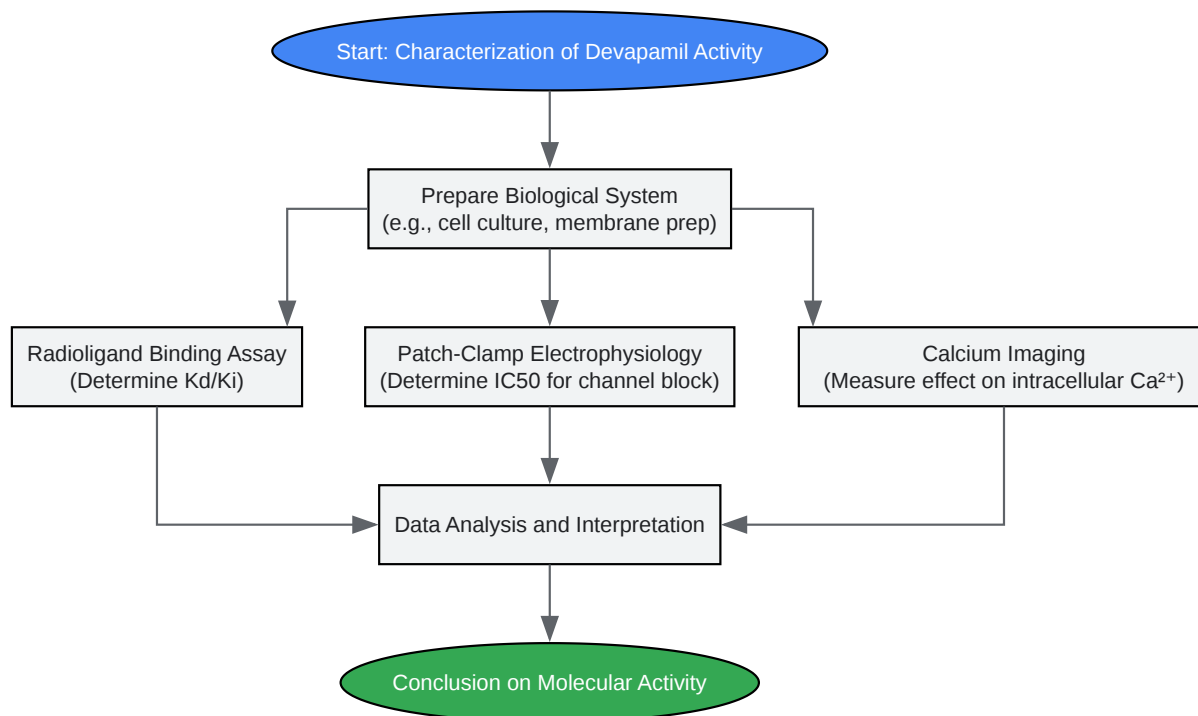 Start: Characterization of Devapamil Activity
Prepare Biological System
(e.g., cell culture, membrane prep)
Radioligand Binding Assay
(Determine Kd/Ki)
Patch-Clamp Electrophysiology
(Determine IC50 for channel block)
Calcium Imaging
(Measure effect on intracellular Ca²⁺)
Data Analysis and Interpretation
Conclusion on Molecular Activity